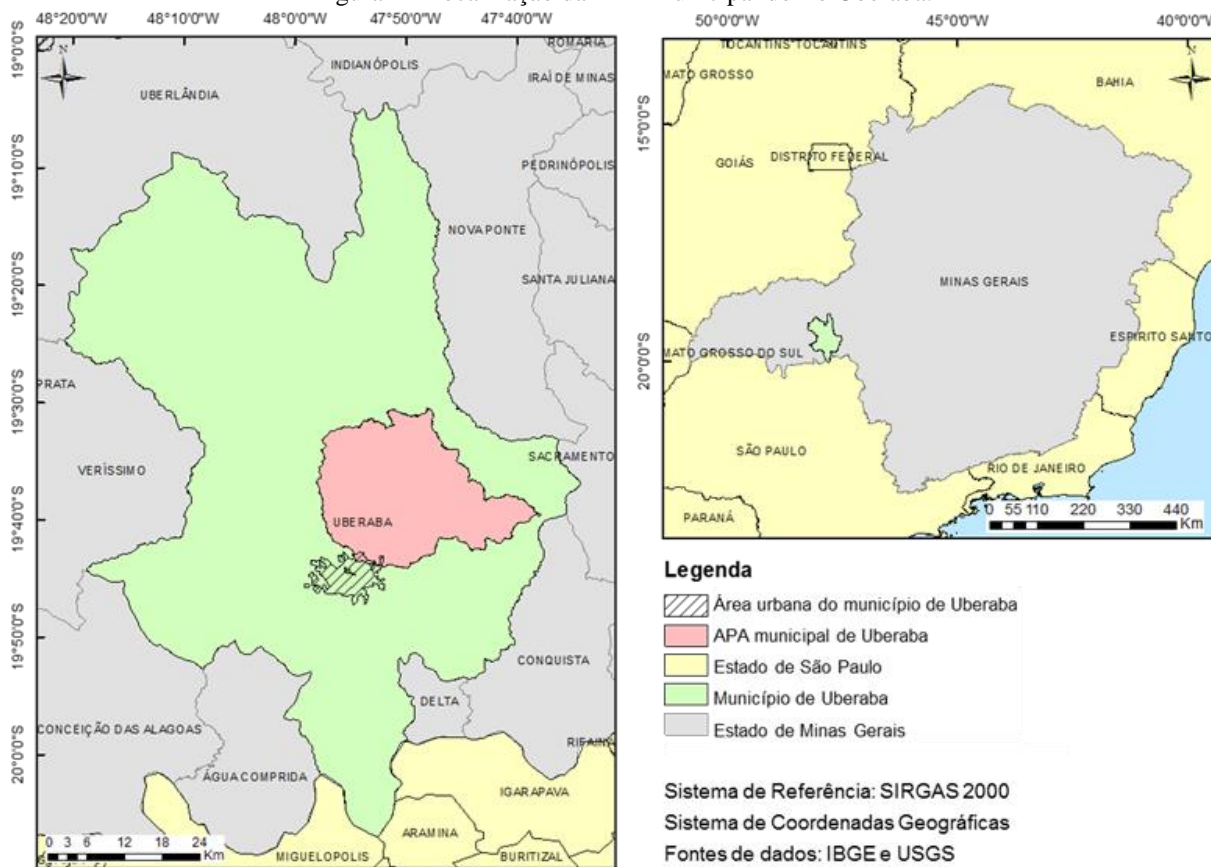 48°20'0"W 48°10'0"W 48°0'0"W 47°50'0"W 47°40'0"W
19°0'0"S
19°10'0"S
19°20'0"S
19°30'0"S
19°40'0"S
19°50'0"S
20°0'0"S
N
ROMARIA
INDIANÓPOLIS
IRAÍ DE MINAS
UBERLÂNDIA
PEDRINÓPOLIS
NOVA PONTE
SANTA JULIANA
PRATA
SACRAMENTO
VERÍSSIMO
UBERABA
CONQUISTA
DELTA
CONCEIÇÃO DAS ALAGOAS
RIFAINA
ÁGUA COMPRIDA
IGARAPAVA
ARAMINA
MIGUELOPOLIS
BURITIZAL
0 3 6 12 18 24
Km
50°0'0"W 45°0'0"W 40°0'0"W
15°0'0"S
20°0'0"S
N
TOCANTINS TOCANTINS
MATO GROSSO
BAHIA
GOIÁS
DISTRITO FEDERAL
MINAS GERAIS
ESPIRITO SANTO
MATO GROSSO DO SUL
SÃO PAULO
RIO DE JANEIRO
PARANÁ
0 55 110 220 330 440
Km
Legenda
Área urbana do município de Uberaba
APA municipal de Uberaba
Estado de São Paulo
Município de Uberaba
Estado de Minas Gerais
Sistema de Referência: SIRGAS 2000
Sistema de Coordenadas Geográficas
Fontes de dados: IBGE e USGS